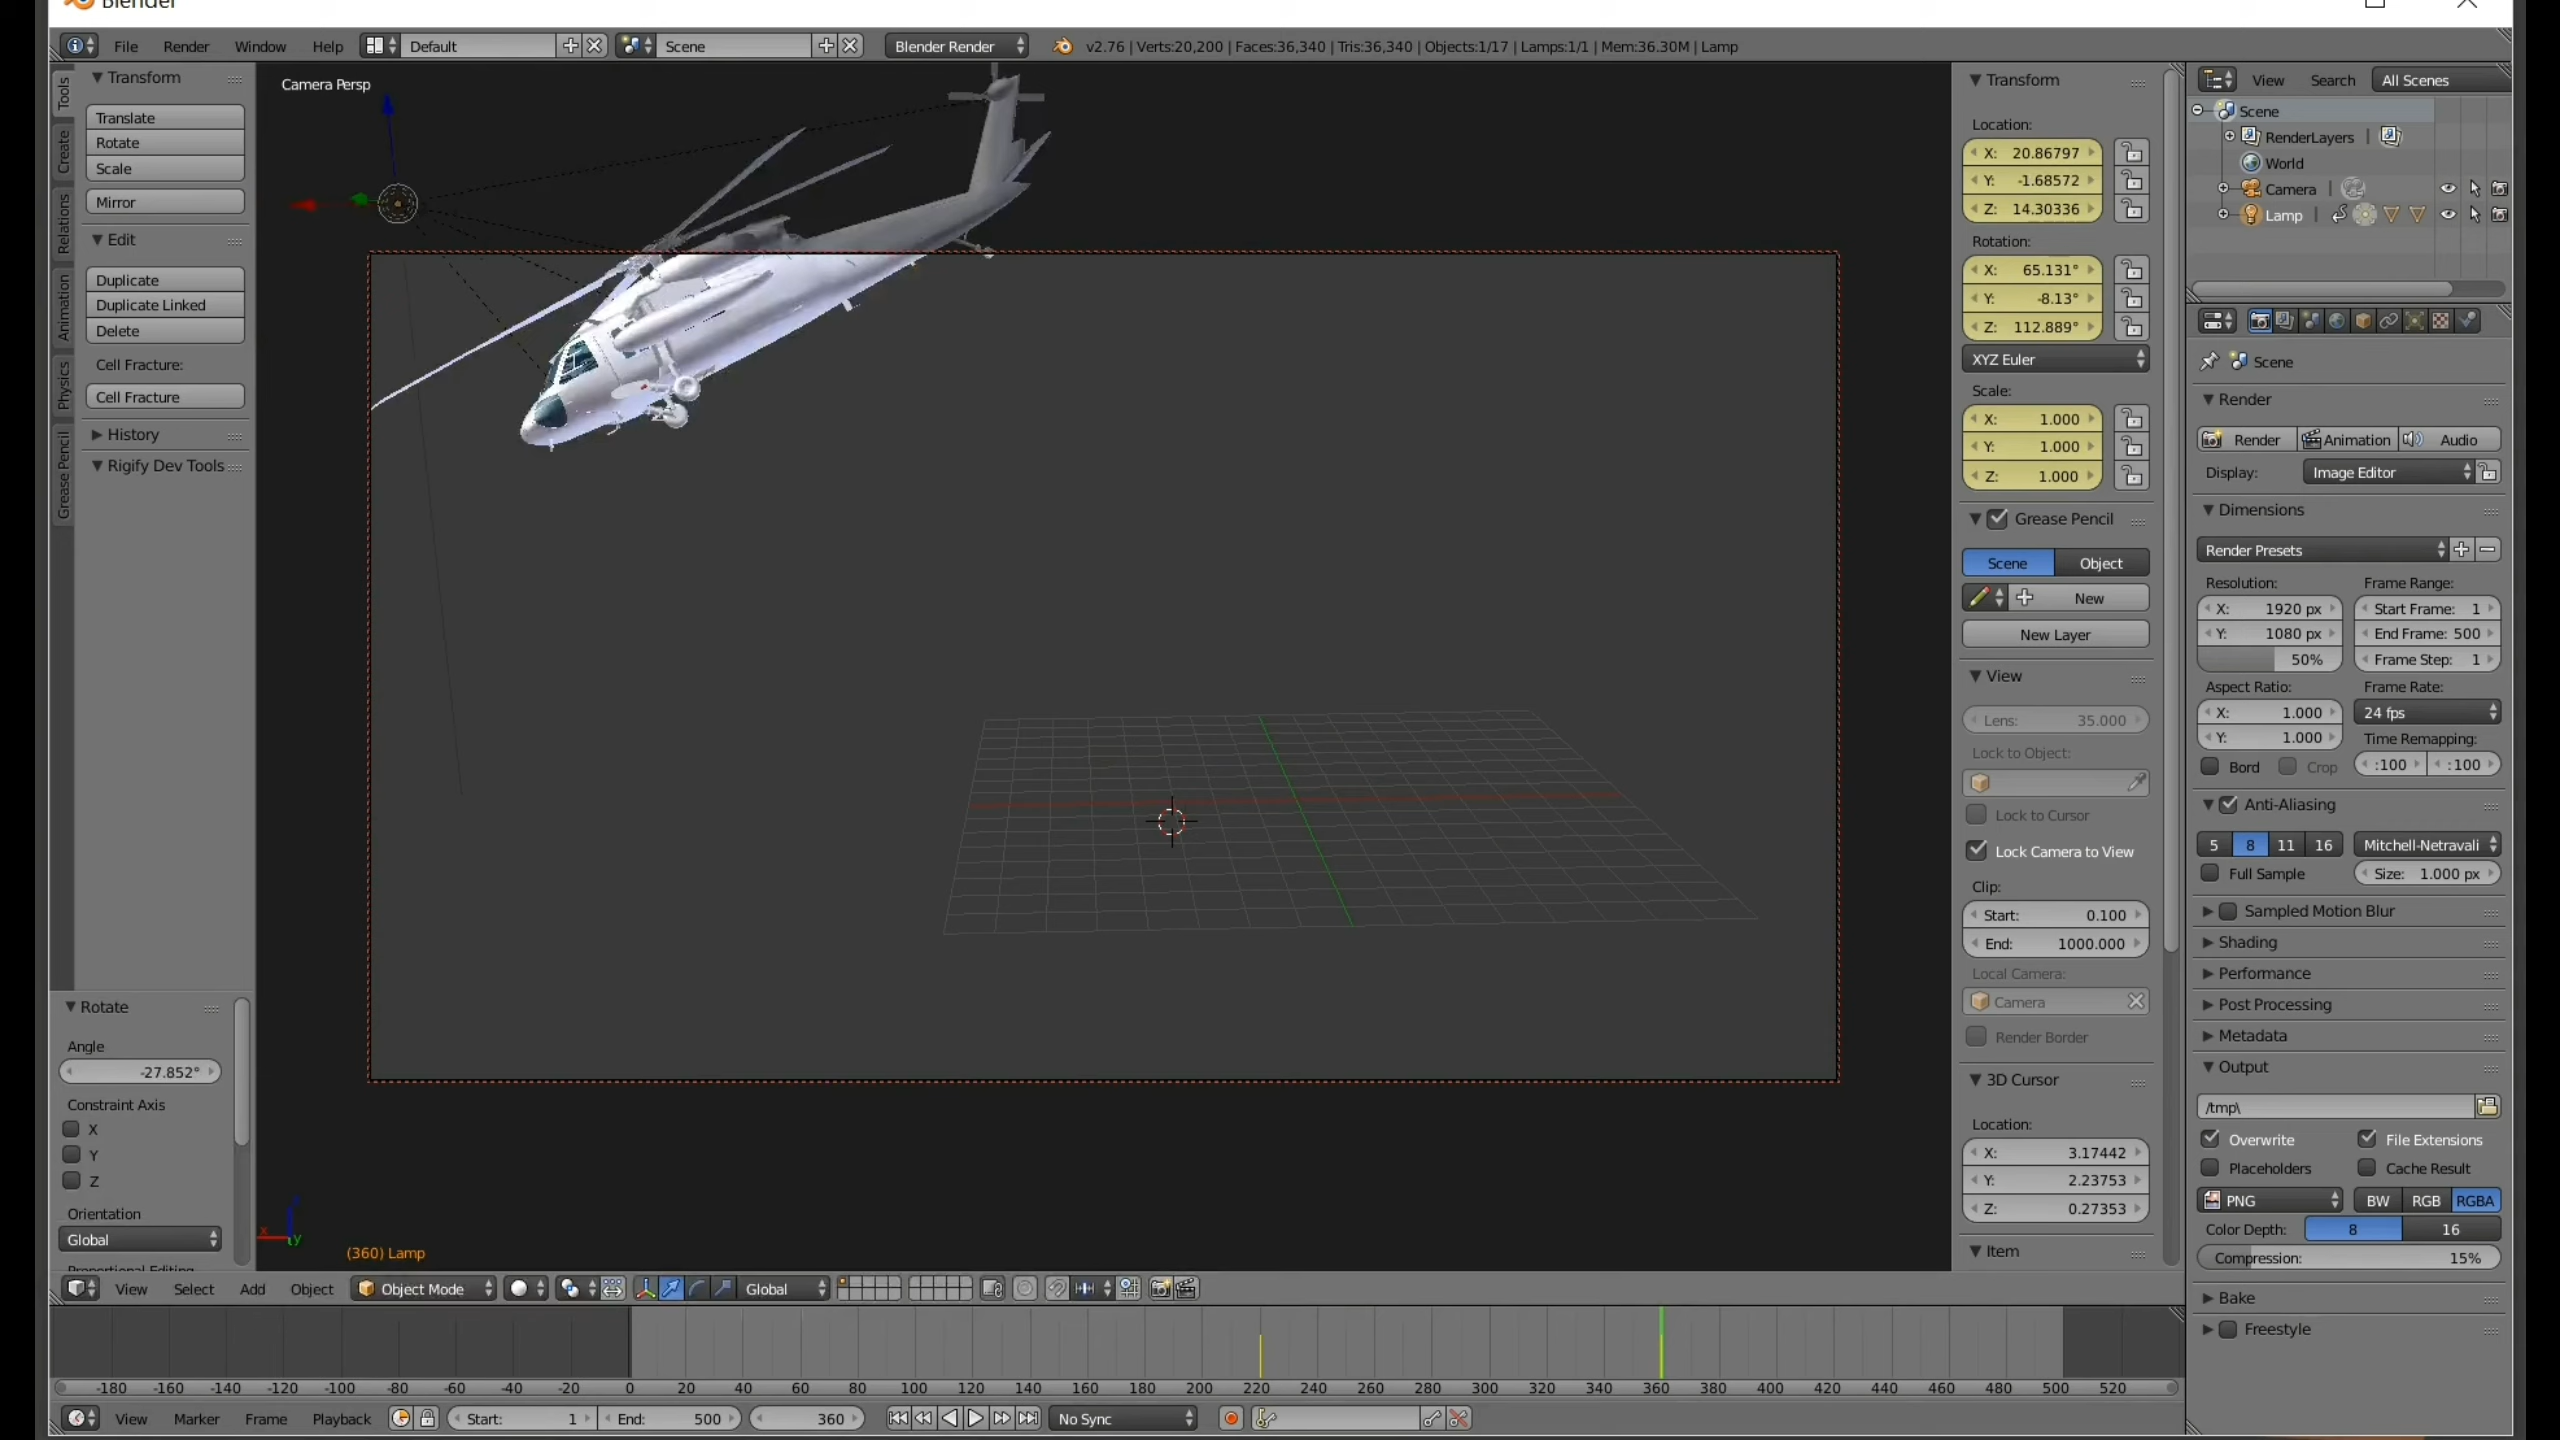 Blender
File Render Window Help Default Scene Blender Render v2.76 | Verts:20,200 | Faces:36,340 | Tris:36,340 | Objects:1/17 | Lamps:1/1 | Mem:36.30M | Lamp
Tools
Create
Relations
Animation
Physics
Grease Pencil
Transform
Translate
Rotate
Scale
Mirror
Edit
Duplicate
Duplicate Linked
Delete
Cell Fracture:
Cell Fracture
History
Rigify Dev Tools
Rotate
Angle
-27.852°
Constraint Axis
X
Y
Z
Orientation
Global
Proportional Editing
Camera Persp
x
y
(360) Lamp
Transform
Location:
X: 20.86797
Y: -1.68572
Z: 14.30336
Rotation:
X: 65.131°
Y: -8.13°
Z: 112.889°
XYZ Euler
Scale:
X: 1.000
Y: 1.000
Z: 1.000
Grease Pencil
Scene Object
New
New Layer
View
Lens: 35.000
Lock to Object:
Lock to Cursor
Lock Camera to View
Clip:
Start: 0.100
End: 1000.000
Local Camera:
Camera
Render Border
3D Cursor
Location:
X: 3.17442
Y: 2.23753
Z: 0.27353
Item
View Search All Scenes
Scene
RenderLayers |
World
Camera |
Lamp |
Scene
Render
Render Animation Audio
Display: Image Editor
Dimensions
Render Presets
Resolution: Frame Range:
X: 1920 px Start Frame: 1
Y: 1080 px End Frame: 500
50% Frame Step: 1
Aspect Ratio: Frame Rate:
X: 1.000 24 fps
Y: 1.000 Time Remapping:
Bord Crop :100 :100
Anti-Aliasing
5 8 11 16 Mitchell-Netravali
Full Sample Size: 1.000 px
Sampled Motion Blur
Shading
Performance
Post Processing
Metadata
Output
/tmp\
Overwrite File Extensions
Placeholders Cache Result
PNG BW RGB RGBA
Color Depth: 8 16
Compression: 15%
Bake
Freestyle
View Select Add Object Object Mode Global
-180 -160 -140 -120 -100 -80 -60 -40 -20 0 20 40 60 80 100 120 140 160 180 200 220 240 260 280 300 320 340 360 380 400 420 440 460 480 500 520
View Marker Frame Playback Start: 1 End: 500 360 No Sync